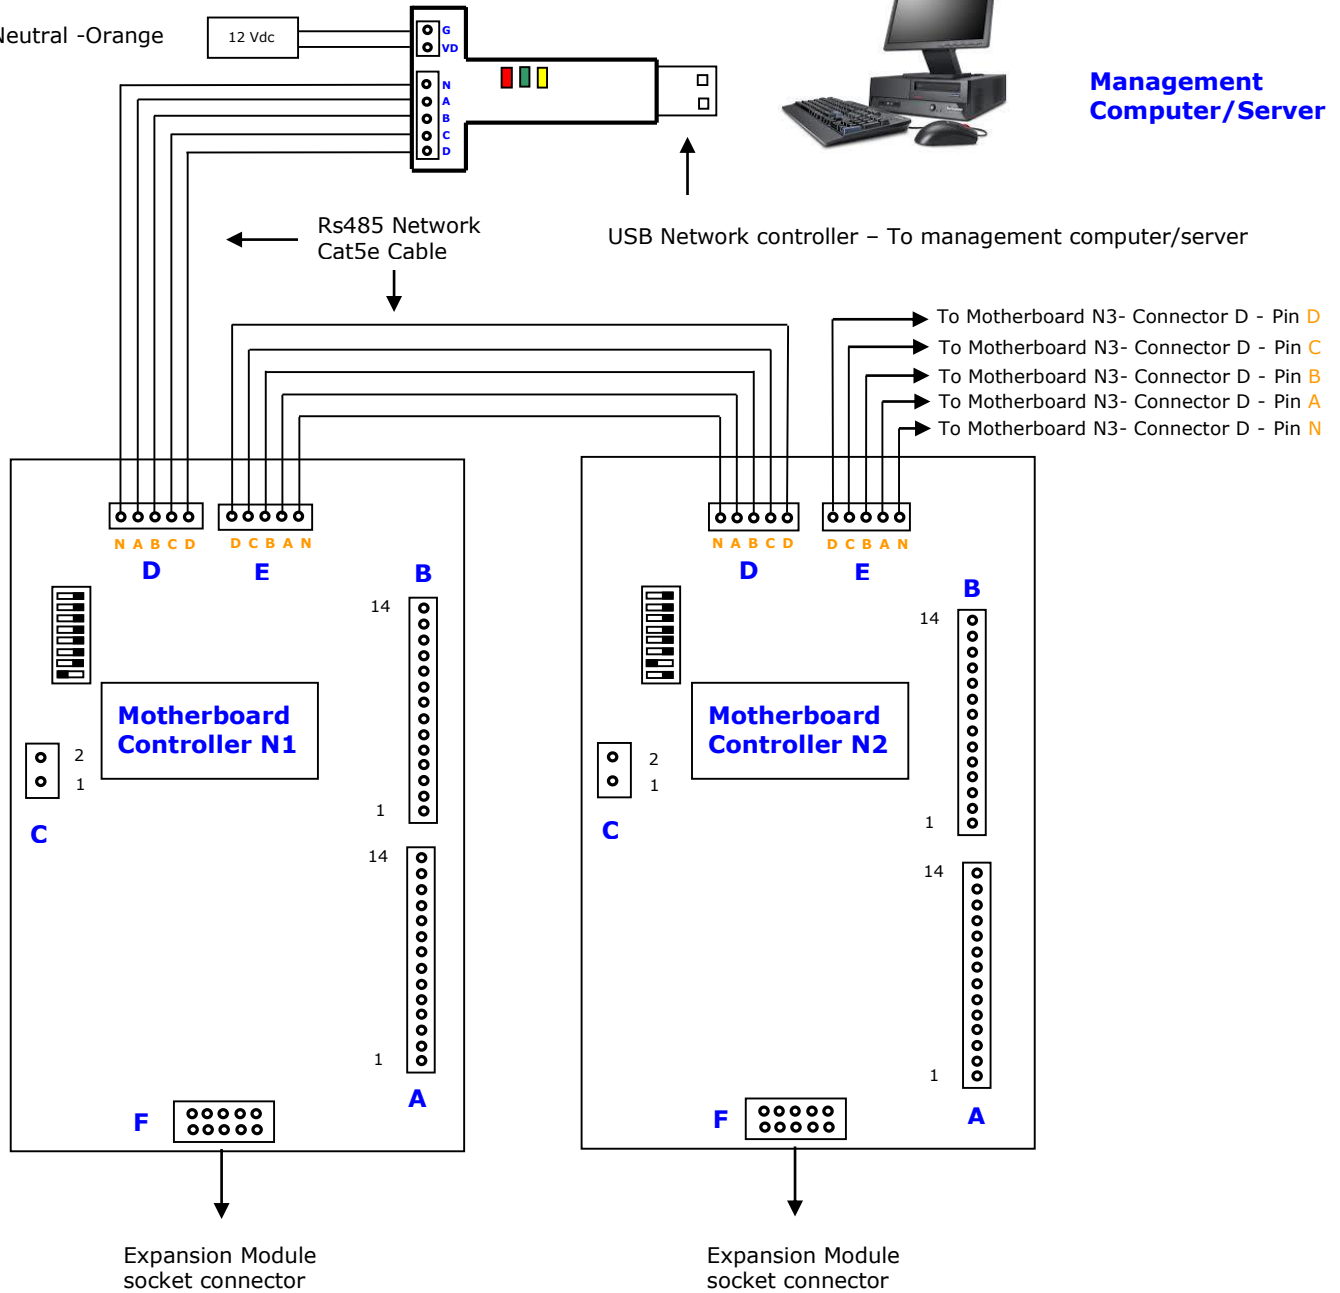 Neutral -Orange
12 Vdc
G
VD
N
A
B
C
D
Management
Computer/Server
Rs485 Network
Cat5e Cable
USB Network controller – To management computer/server
To Motherboard N3- Connector D - Pin D
To Motherboard N3- Connector D - Pin C
To Motherboard N3- Connector D - Pin B
To Motherboard N3- Connector D - Pin A
To Motherboard N3- Connector D - Pin N
N A B C D
D C B A N
D
E
B
14
Motherboard
Controller N1
2
1
C
1
14
1
A
F
Expansion Module
socket connector
N A B C D
D C B A N
D
E
B
14
Motherboard
Controller N2
2
1
C
1
14
1
A
F
Expansion Module
socket connector